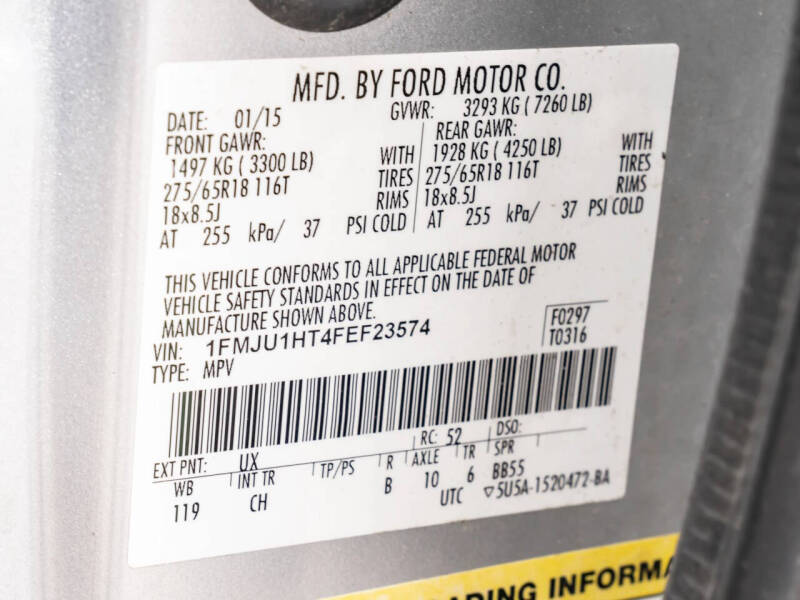 MFD. BY FORD MOTOR CO.
DATE: 01/15 GVWR: 3293 KG ( 7260 LB)
FRONT GAWR: REAR GAWR:
1497 KG ( 3300 LB) WITH 1928 KG ( 4250 LB) WITH
275/65R18 116T TIRES 275/65R18 116T TIRES
18x8.5J RIMS 18x8.5J RIMS
AT 255 kPa/ 37 PSI COLD AT 255 kPa/ 37 PSI COLD
THIS VEHICLE CONFORMS TO ALL APPLICABLE FEDERAL MOTOR
VEHICLE SAFETY STANDARDS IN EFFECT ON THE DATE OF
MANUFACTURE SHOWN ABOVE.
VIN: 1FMJU1HT4FEF23574 F0297
TYPE: MPV T0316
EXT PNT: UX RC: 52 DSO:
WB INT TR TP/PS R AXLE TR SPR
119 CH B 10 6 BB55
UTC ▽5U5A-1520472-BA